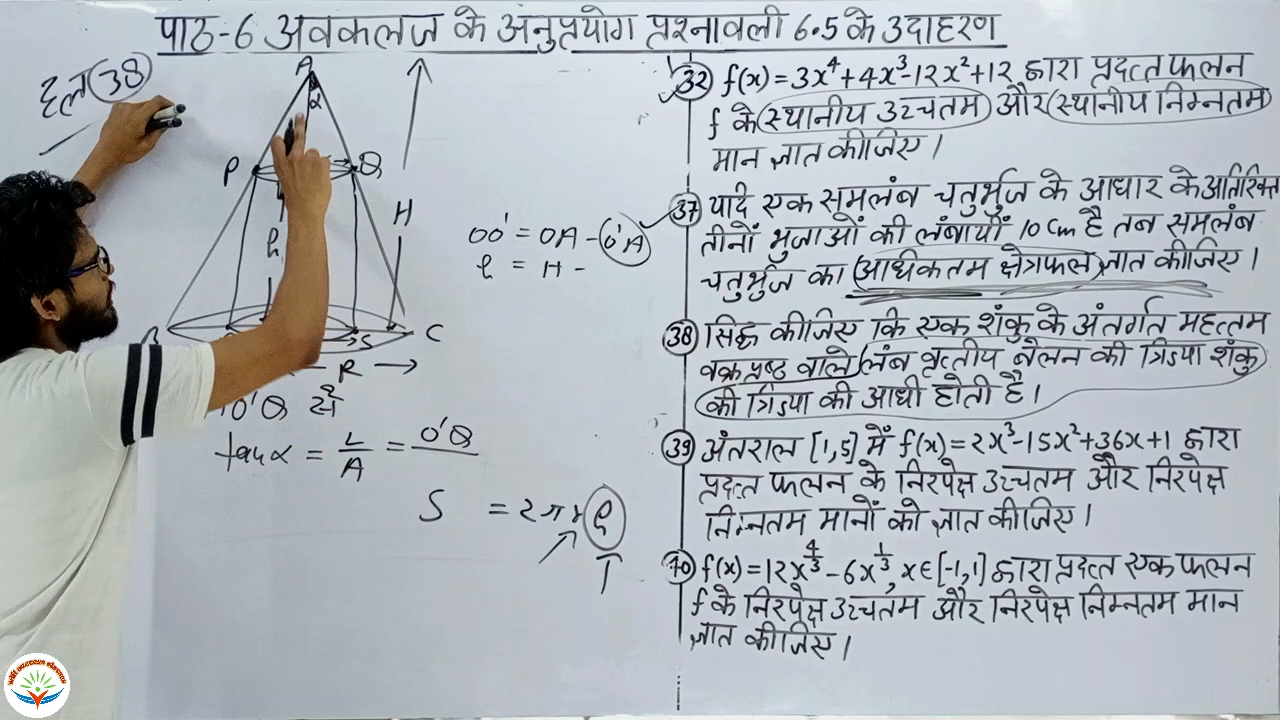 पाठ-6 अवकलज के अनुप्रयोग प्रश्नावली 6.5 के उदाहरण
हल (38)
A
α
P
Q
h
H
C
S
R
OO' = OA - O'A
l = H -
O'Q से
tan α = L/A = O'Q
S = 2πrl
(32) f(x) = 3x⁴+4x³-12x²+12 द्वारा प्रदत्त फलन
f के (स्थानीय उच्चतम) और (स्थानीय निम्नतम)
मान ज्ञात कीजिए।
(37) यदि एक समलंब चतुर्भुज के आधार के अतिरिक्त
तीनों भुजाओं की लंबायीं 10 cm है तब समलंब
चतुर्भुज का (अधिकतम क्षेत्रफल) ज्ञात कीजिए।
(38) सिद्ध कीजिए कि एक शंकु के अंतर्गत महत्तम
वक्रपृष्ठ वाले लंब वृत्तीय बेलन की त्रिज्या शंकु
की त्रिज्या की आधी होती है।
(39) अंतराल [1,5] में f(x) = 2x³-15x²+36x+1 द्वारा
प्रदत्त फलन के निरपेक्ष उच्चतम और निरपेक्ष
निम्नतम मानों को ज्ञात कीजिए।
(40) f(x) = 12x^(4/3) - 6x^(1/3), x∈[-1,1] द्वारा प्रदत्त एक फलन
f के निरपेक्ष उच्चतम और निरपेक्ष निम्नतम मान
ज्ञात कीजिए।